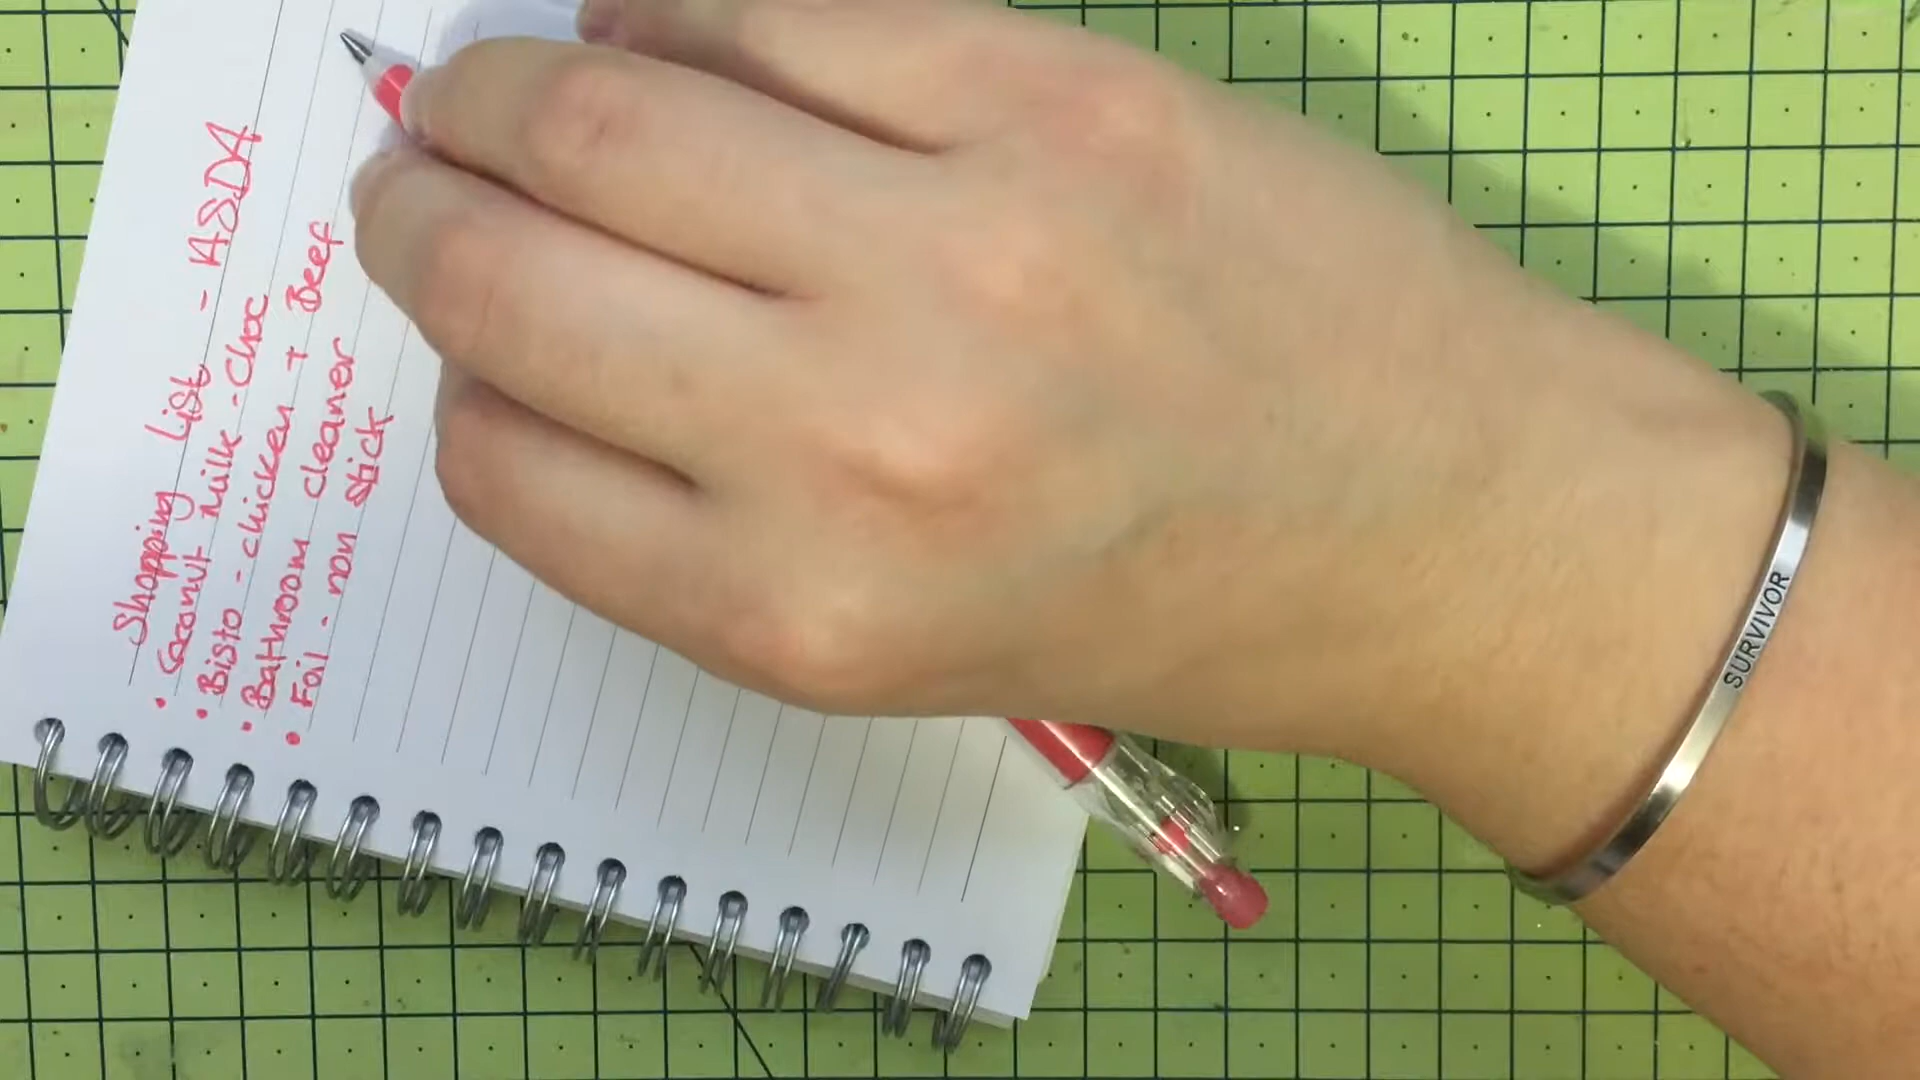 Shopping List - ASDA
• Coconut Milk - Choc
• Bisto - chicken + Beef
• Bathroom cleaner
• Foil - non stick
SURVIVOR